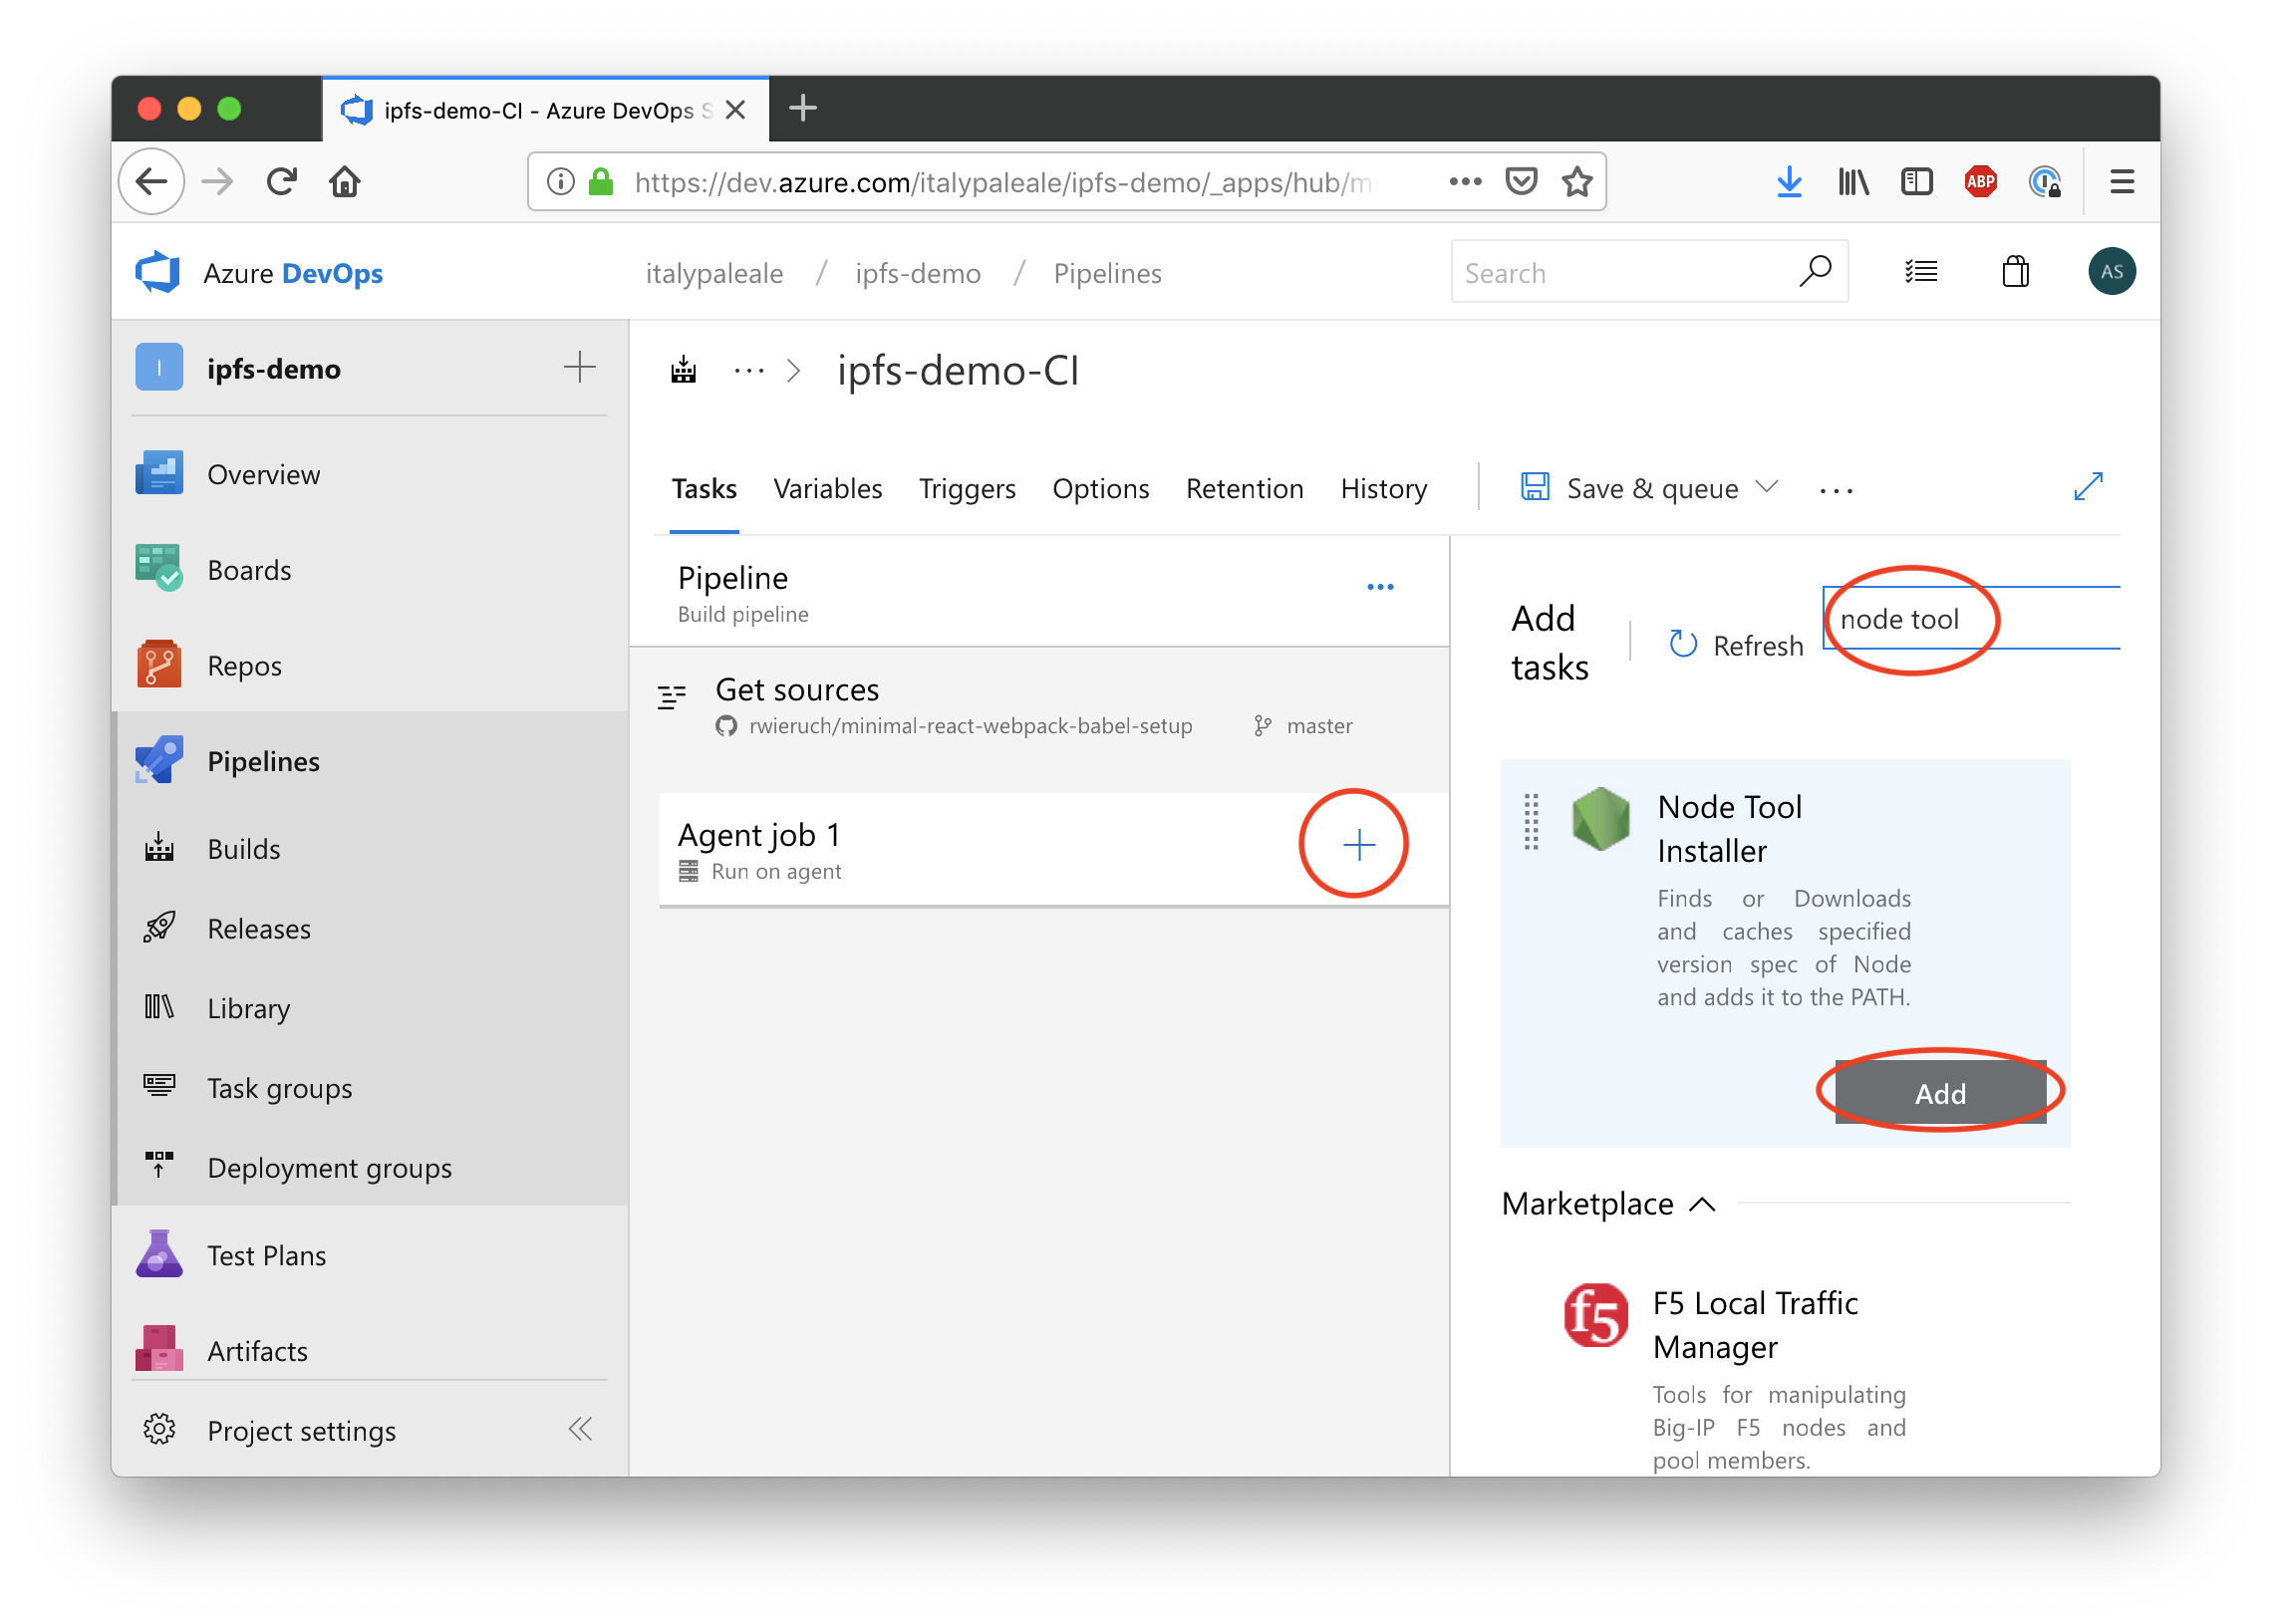 ipfs-demo-CI - Azure DevOps S
https://dev.azure.com/italypaleale/ipfs-demo/_apps/hub/ms
ABP
Azure DevOps
italypaleale / ipfs-demo / Pipelines
Search
AS
I
ipfs-demo
Overview
Boards
Repos
Pipelines
Builds
Releases
Library
Task groups
Deployment groups
Test Plans
Artifacts
Project settings
... > ipfs-demo-CI
Tasks
Variables
Triggers
Options
Retention
History
Save & queue
Pipeline
Build pipeline
Get sources
rwieruch/minimal-react-webpack-babel-setup
master
Agent job 1
Run on agent
Add
tasks
Refresh
node tool
Node Tool
Installer
Finds or Downloads
and caches specified
version spec of Node
and adds it to the PATH.
Add
Marketplace
f5
F5 Local Traffic
Manager
Tools for manipulating
Big-IP F5 nodes and
pool members.